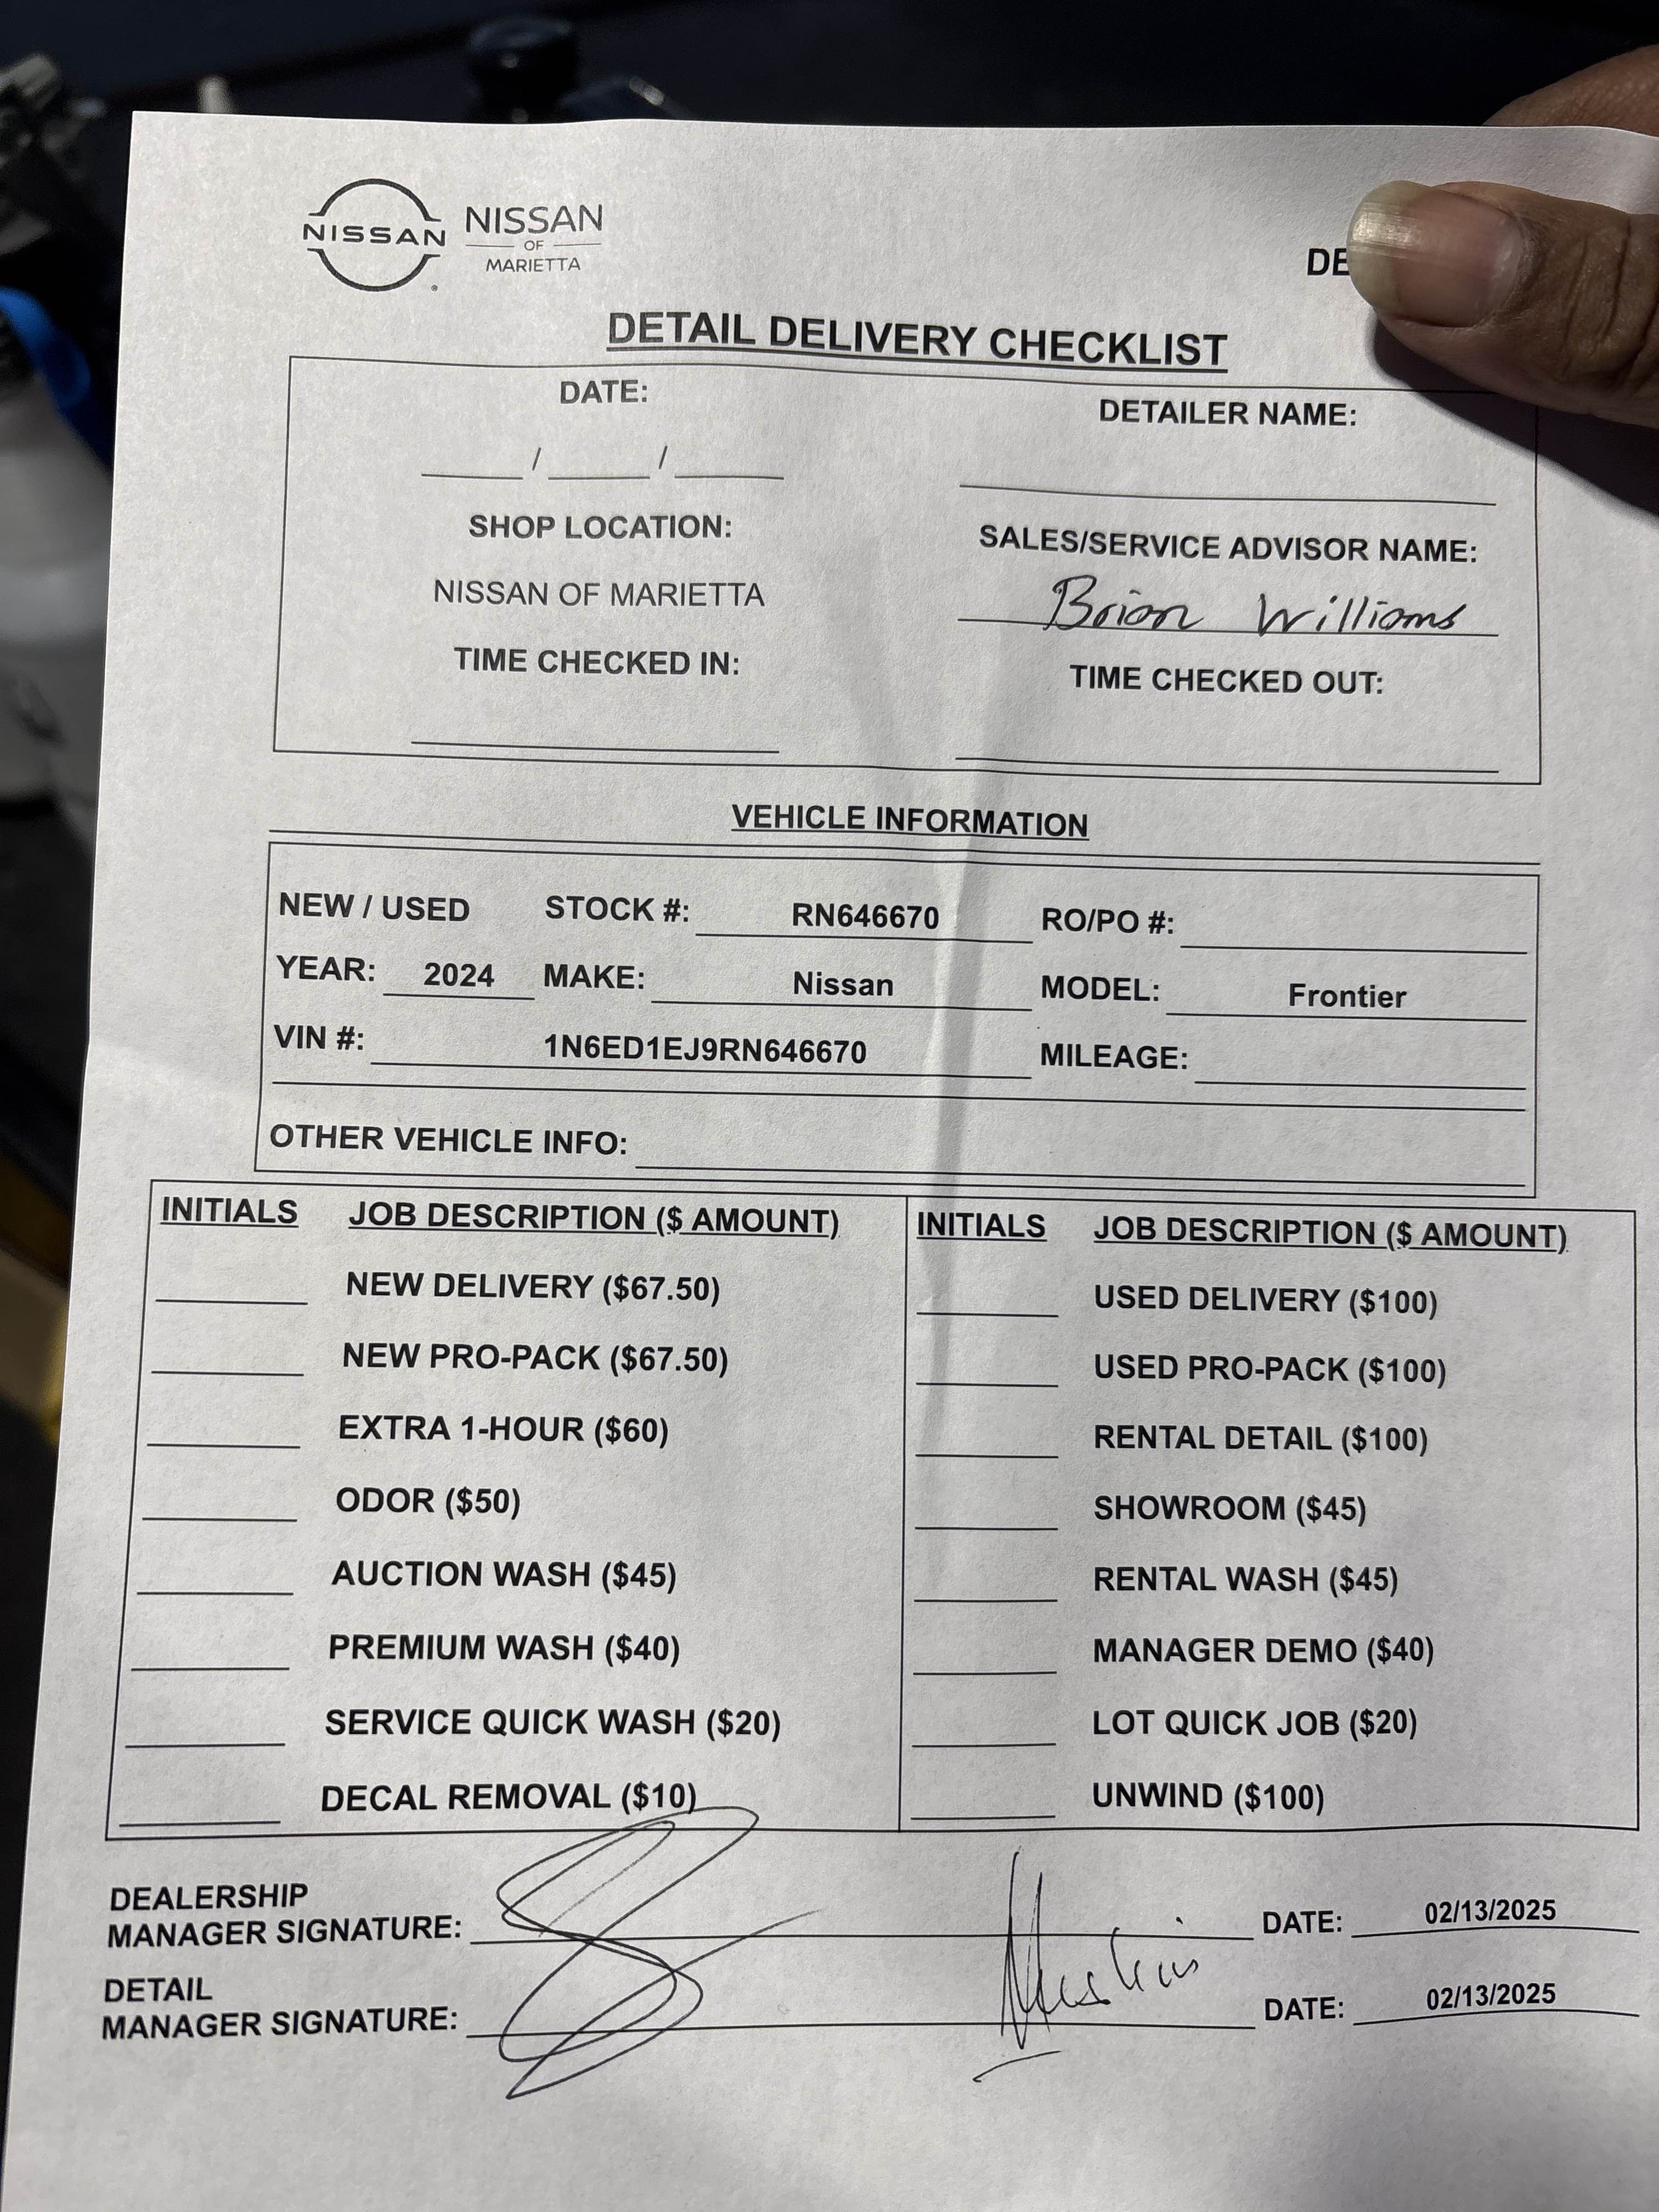 NISSAN
NISSAN
OF
MARIETTA
DE
DETAIL DELIVERY CHECKLIST
DATE:
/ /
DETAILER NAME:
SHOP LOCATION:
NISSAN OF MARIETTA
SALES/SERVICE ADVISOR NAME:
Brian Williams
TIME CHECKED IN:
TIME CHECKED OUT:
VEHICLE INFORMATION
NEW / USED STOCK #: RN646670 RO/PO #:
YEAR: 2024 MAKE: Nissan MODEL: Frontier
VIN #: 1N6ED1EJ9RN646670 MILEAGE:
OTHER VEHICLE INFO:
INITIALS JOB DESCRIPTION ($ AMOUNT) INITIALS JOB DESCRIPTION ($ AMOUNT)
NEW DELIVERY ($67.50) USED DELIVERY ($100)
NEW PRO-PACK ($67.50) USED PRO-PACK ($100)
EXTRA 1-HOUR ($60) RENTAL DETAIL ($100)
ODOR ($50) SHOWROOM ($45)
AUCTION WASH ($45) RENTAL WASH ($45)
PREMIUM WASH ($40) MANAGER DEMO ($40)
SERVICE QUICK WASH ($20) LOT QUICK JOB ($20)
DECAL REMOVAL ($10) UNWIND ($100)
DEALERSHIP
MANAGER SIGNATURE: DATE: 02/13/2025
DETAIL
MANAGER SIGNATURE: DATE: 02/13/2025